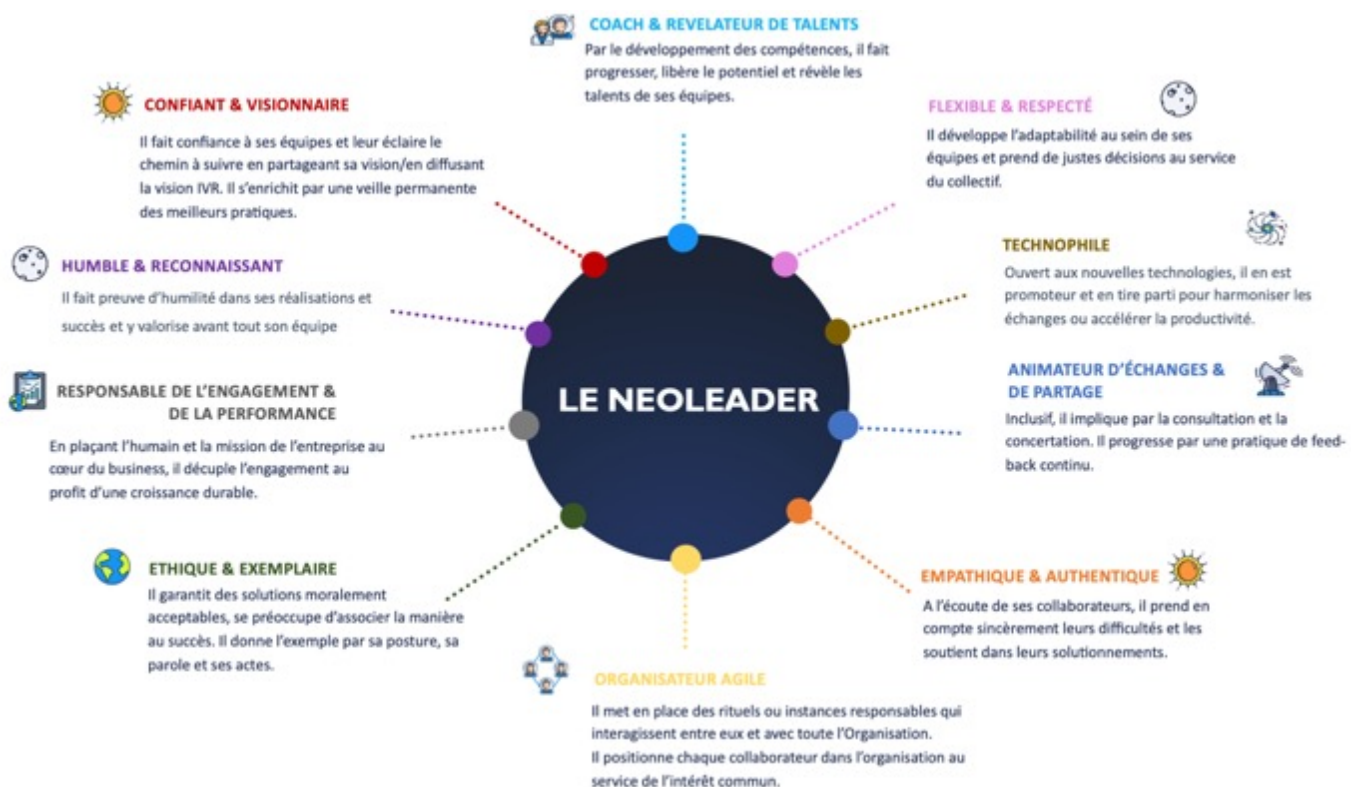 COACH & REVELATEUR DE TALENTS
Par le développement des compétences, il fait
progresser, libère le potentiel et révèle les
talents de ses équipes.
CONFIANT & VISIONNAIRE
Il fait confiance à ses équipes et leur éclaire le
chemin à suivre en partageant sa vision/en diffusant
la vision IVR. Il s'enrichit par une veille permanente
des meilleurs pratiques.
FLEXIBLE & RESPECTÉ
Il développe l'adaptabilité au sein de ses
équipes et prend de justes décisions au service
du collectif.
HUMBLE & RECONNAISSANT
Il fait preuve d'humilité dans ses réalisations et
succès et y valorise avant tout son équipe
TECHNOPHILE
Ouvert aux nouvelles technologies, il en est
promoteur et en tire parti pour harmoniser les
échanges ou accélérer la productivité.
LE NEOLEADER
RESPONSABLE DE L'ENGAGEMENT &
DE LA PERFORMANCE
En plaçant l'humain et la mission de l'entreprise au
cœur du business, il décuple l'engagement au
profit d'une croissance durable.
ANIMATEUR D'ÉCHANGES &
DE PARTAGE
Inclusif, il implique par la consultation et la
concertation. Il progresse par une pratique de feed-
back continu.
ETHIQUE & EXEMPLAIRE
Il garantit des solutions moralement
acceptables, se préoccupe d'associer la manière
au succès. Il donne l'exemple par sa posture, sa
parole et ses actes.
EMPATHIQUE & AUTHENTIQUE
A l'écoute de ses collaborateurs, il prend en
compte sincèrement leurs difficultés et les
soutient dans leurs solutionnements.
ORGANISATEUR AGILE
Il met en place des rituels ou instances responsables qui
interagissent entre eux et avec toute l'Organisation.
Il positionne chaque collaborateur dans l'organisation au
service de l'intérêt commun.